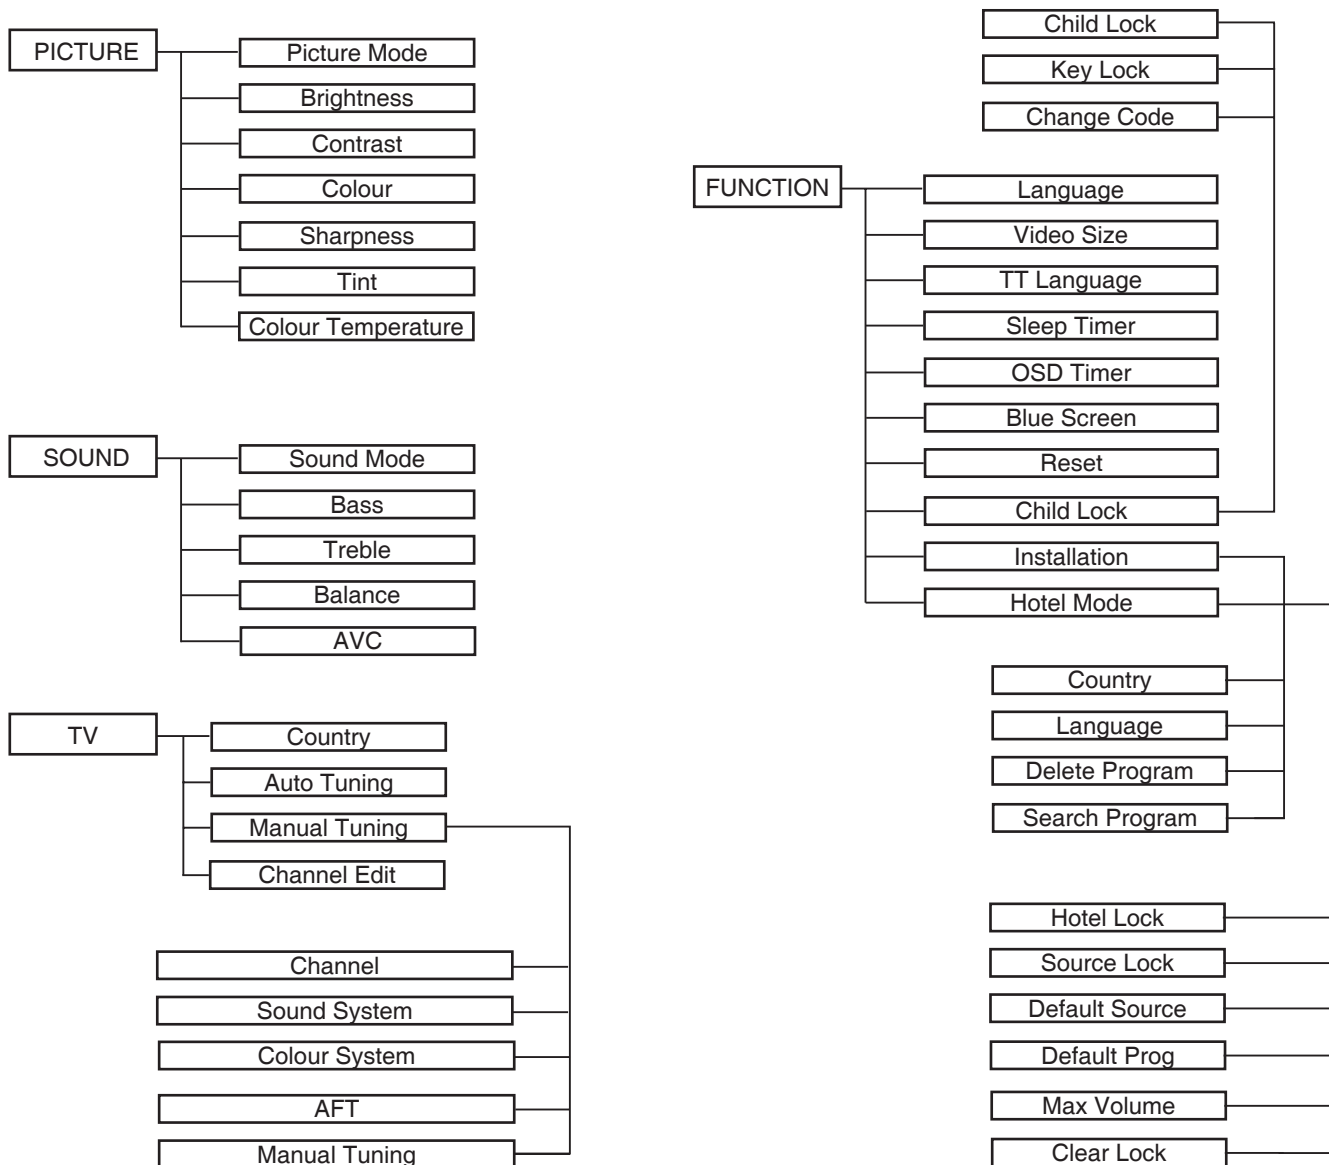 PICTURE
Picture Mode
Brightness
Contrast
Colour
Sharpness
Tint
Colour Temperature
SOUND
Sound Mode
Bass
Treble
Balance
AVC
TV
Country
Auto Tuning
Manual Tuning
Channel Edit
Channel
Sound System
Colour System
AFT
Manual Tuning
Child Lock
Key Lock
Change Code
FUNCTION
Language
Video Size
TT Language
Sleep Timer
OSD Timer
Blue Screen
Reset
Child Lock
Installation
Hotel Mode
Country
Language
Delete Program
Search Program
Hotel Lock
Source Lock
Default Source
Default Prog
Max Volume
Clear Lock